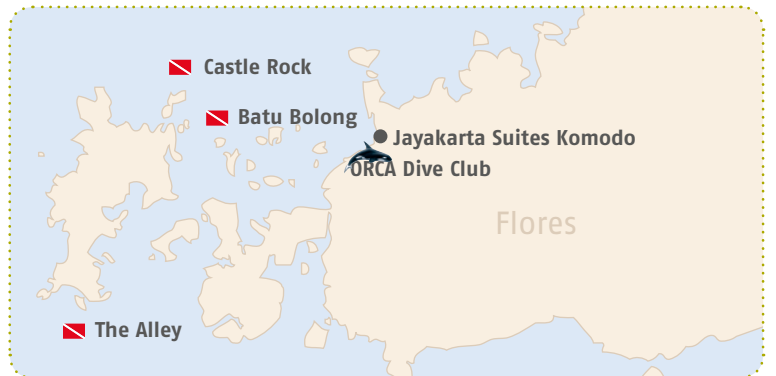 Castle Rock
Batu Bolong
Jayakarta Suites Komodo
ORCA Dive Club
Flores
The Alley